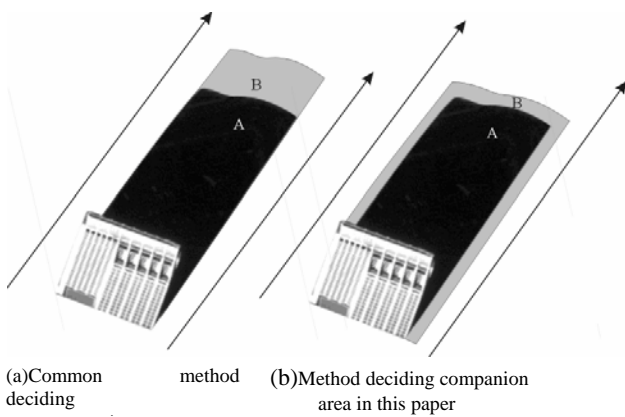 B
A
B
A
(a)Common method
deciding
(b)Method deciding companion
area in this paper